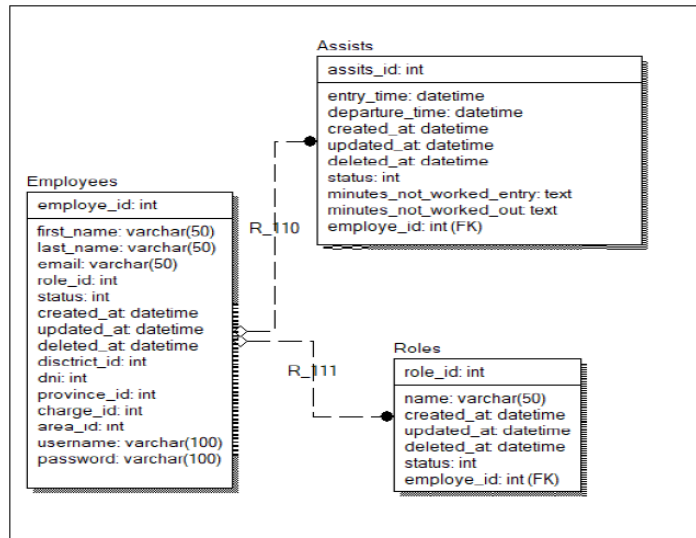 Assists
assits_id: int
entry_time: datetime
departure_time: datetime
created_at: datetime
updated_at: datetime
deleted_at: datetime
status: int
minutes_not_worked_entry: text
minutes_not_worked_out: text
employe_id: int (FK)
Employees
employe_id: int
first_name: varchar(50)
last_name: varchar(50)
email: varchar(50)
role_id: int
status: int
created_at: datetime
updated_at: datetime
deleted_at: datetime
disctrict_id: int
dni: int
province_id: int
charge_id: int
area_id: int
username: varchar(100)
password: varchar(100)
R_110
R_111
Roles
role_id: int
name: varchar(50)
created_at: datetime
updated_at: datetime
deleted_at: datetime
status: int
employe_id: int (FK)